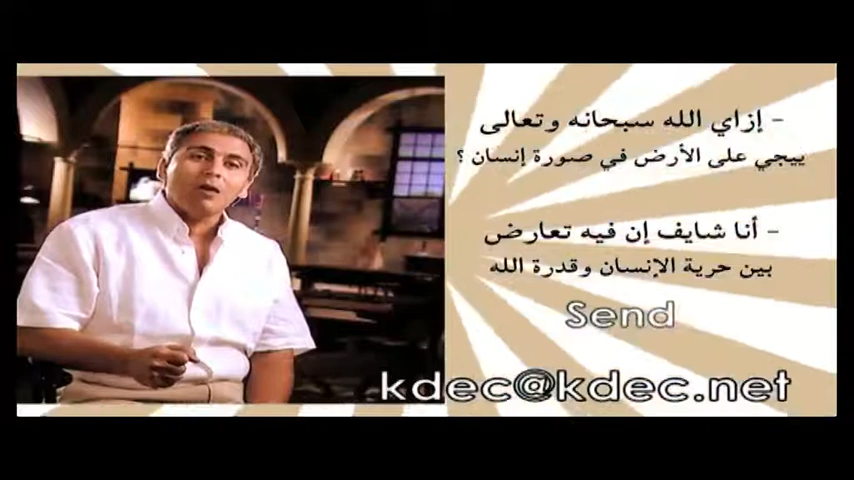 - إزاي الله سبحانه وتعالى
ييجي على الأرض في صورة إنسان ؟
- أنا شايف إن فيه تعارض
بين حرية الإنسان وقدرة الله
Send
kdec@kdec.net